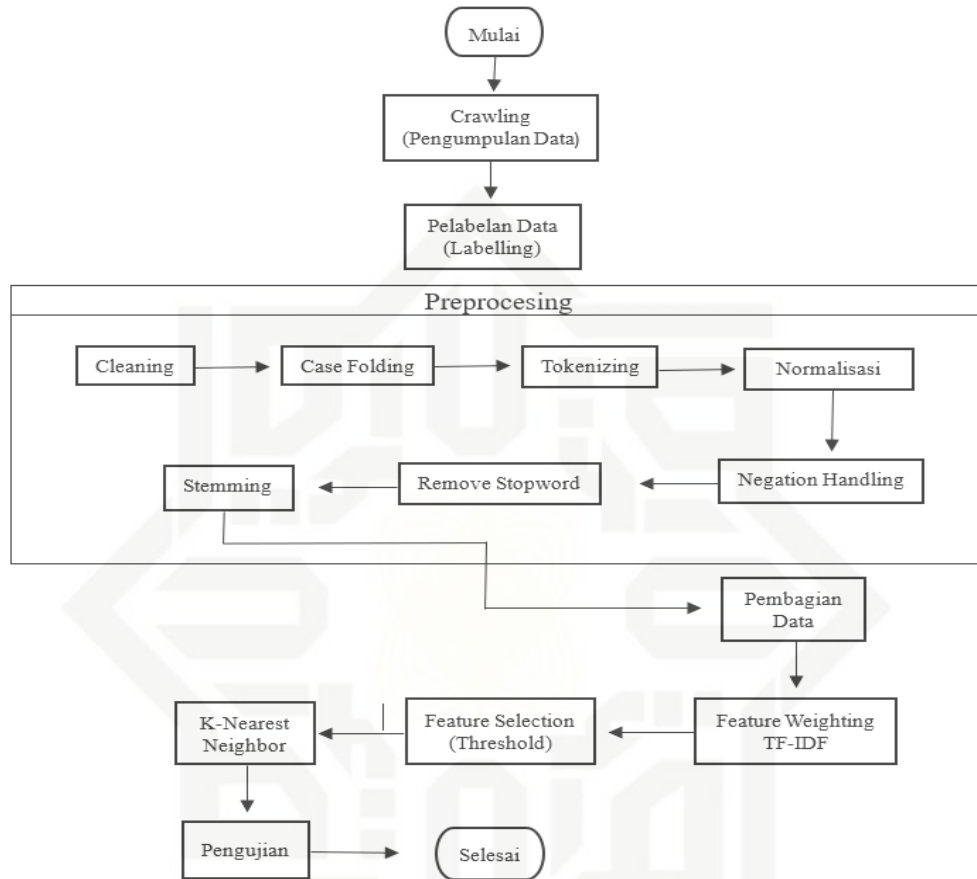 Mulai
Crawling
(Pengumpulan Data)
Pelabelan Data
(Labelling)
Preprocesing
Cleaning
Case Folding
Tokenizing
Normalisasi
Negation Handling
Remove Stopword
Stemming
Pembagian
Data
Feature Weighting
TF-IDF
Feature Selection
(Threshold)
K-Nearest
Neighbor
Pengujian
Selesai